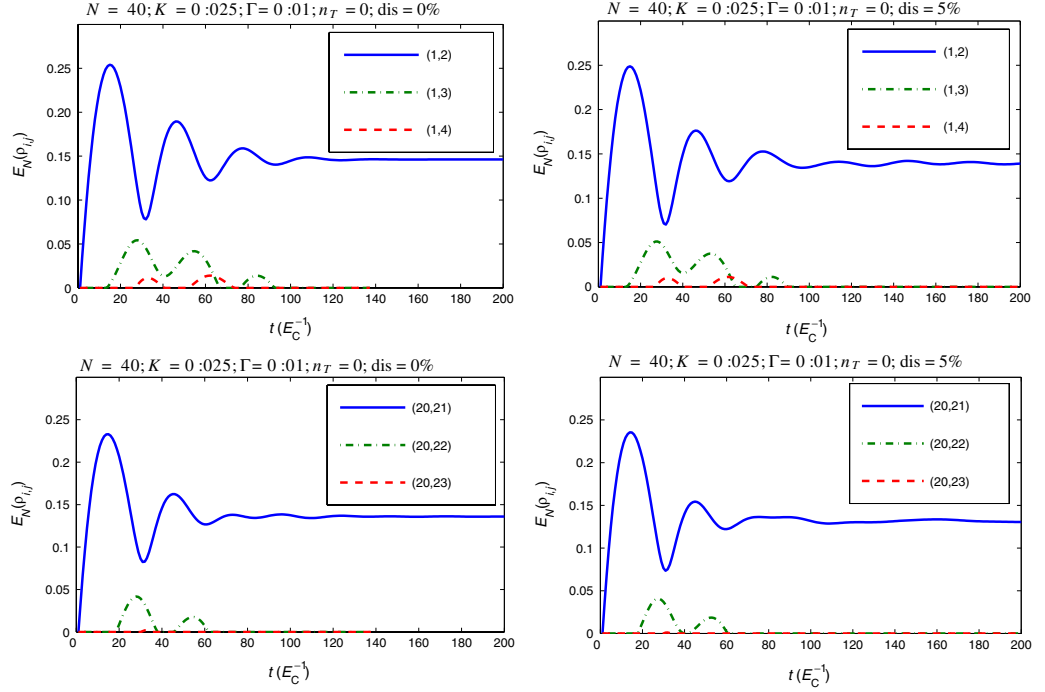 N = 40; K = 0 :025; Γ= 0 :01; n_T = 0; dis = 0%
E_N(ρ_{i,j})
0.25
0.2
0.15
0.1
0.05
0
0 20 40 60 80 100 120 140 160 180 200
t (E_C^{-1})
(1,2)
(1,3)
(1,4)
N = 40; K = 0 :025; Γ= 0 :01; n_T = 0; dis = 5%
E_N(ρ_{i,j})
0.25
0.2
0.15
0.1
0.05
0
0 20 40 60 80 100 120 140 160 180 200
t (E_C^{-1})
(1,2)
(1,3)
(1,4)
N = 40; K = 0 :025; Γ= 0 :01; n_T = 0; dis = 0%
E_N(ρ_{i,j})
0.25
0.2
0.15
0.1
0.05
0
0 20 40 60 80 100 120 140 160 180 200
t (E_C^{-1})
(20,21)
(20,22)
(20,23)
N = 40; K = 0 :025; Γ= 0 :01; n_T = 0; dis = 5%
E_N(ρ_{i,j})
0.25
0.2
0.15
0.1
0.05
0
0 20 40 60 80 100 120 140 160 180 200
t (E_C^{-1})
(20,21)
(20,22)
(20,23)